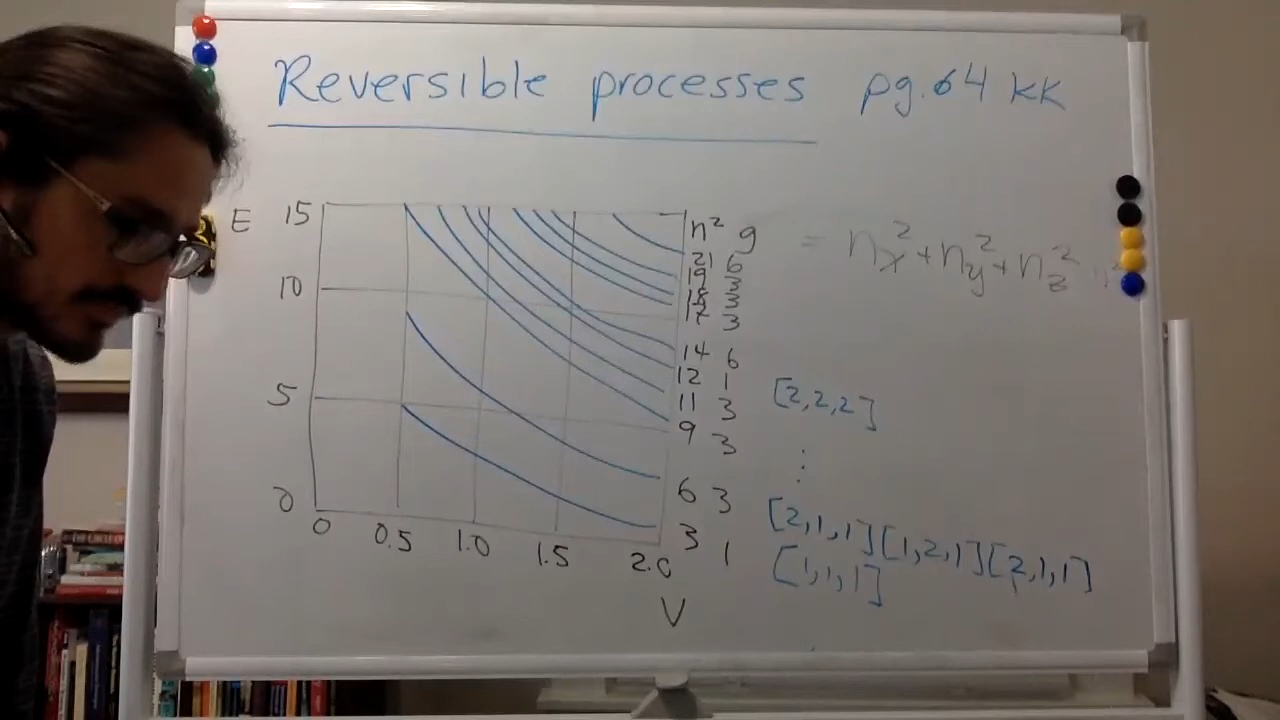 Reversible processes pg.64 KK
E 15 n² g = nx² + ny² + nz²
21 6
19 3
10 18 3
17 3
14 6
12 1
5 11 3 [2,2,2]
9 3
⋮
6 3 [2,1,1] [1,2,1] [2,1,1]
0 3 1 [1,1,1]
0 0.5 1.0 1.5 2.0
V